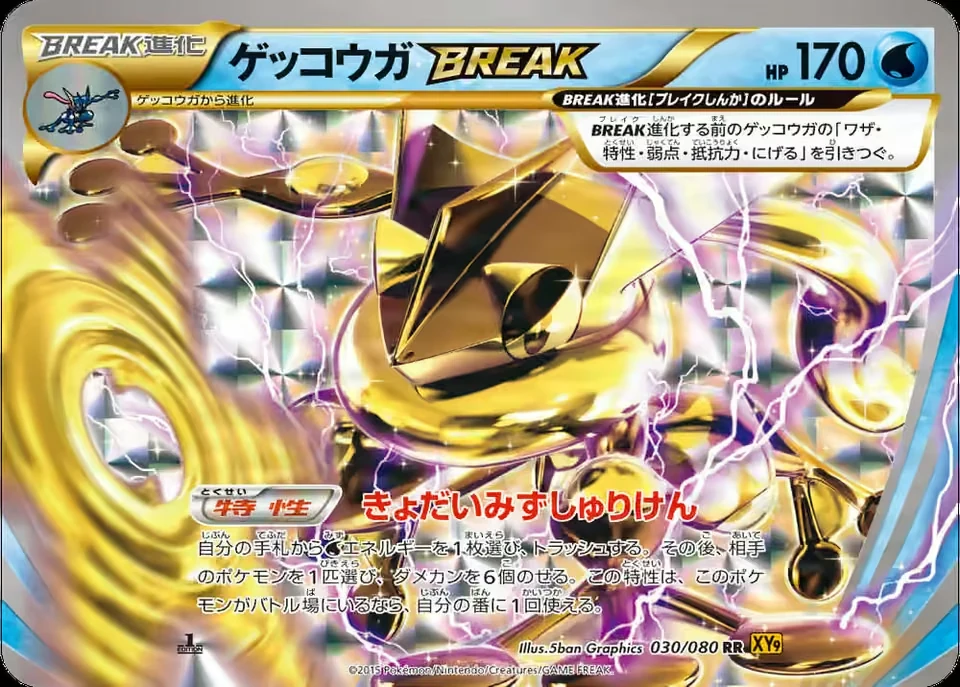 BREAK進化
ゲッコウガ BREAK
HP 170
ゲッコウガから進化
BREAK進化[ブレイクしんか]のルール
BREAK進化する前のゲッコウガの「ワザ・
特性・弱点・抵抗力・にげる」を引きつぐ。
特性 きょだいみずしゅりけん
自分の手札からエネルギーを1枚選び、トラッシュする。その後、相手
のポケモンを1匹選び、ダメカンを6個のせる。この特性は、このポケ
モンがバトル場にいるなら、自分の番に1回使える。
1 EDITION
Illus.5ban Graphics 030/080 RR XY9
©2015 Pokémon/Nintendo/Creatures/GAME FREAK.